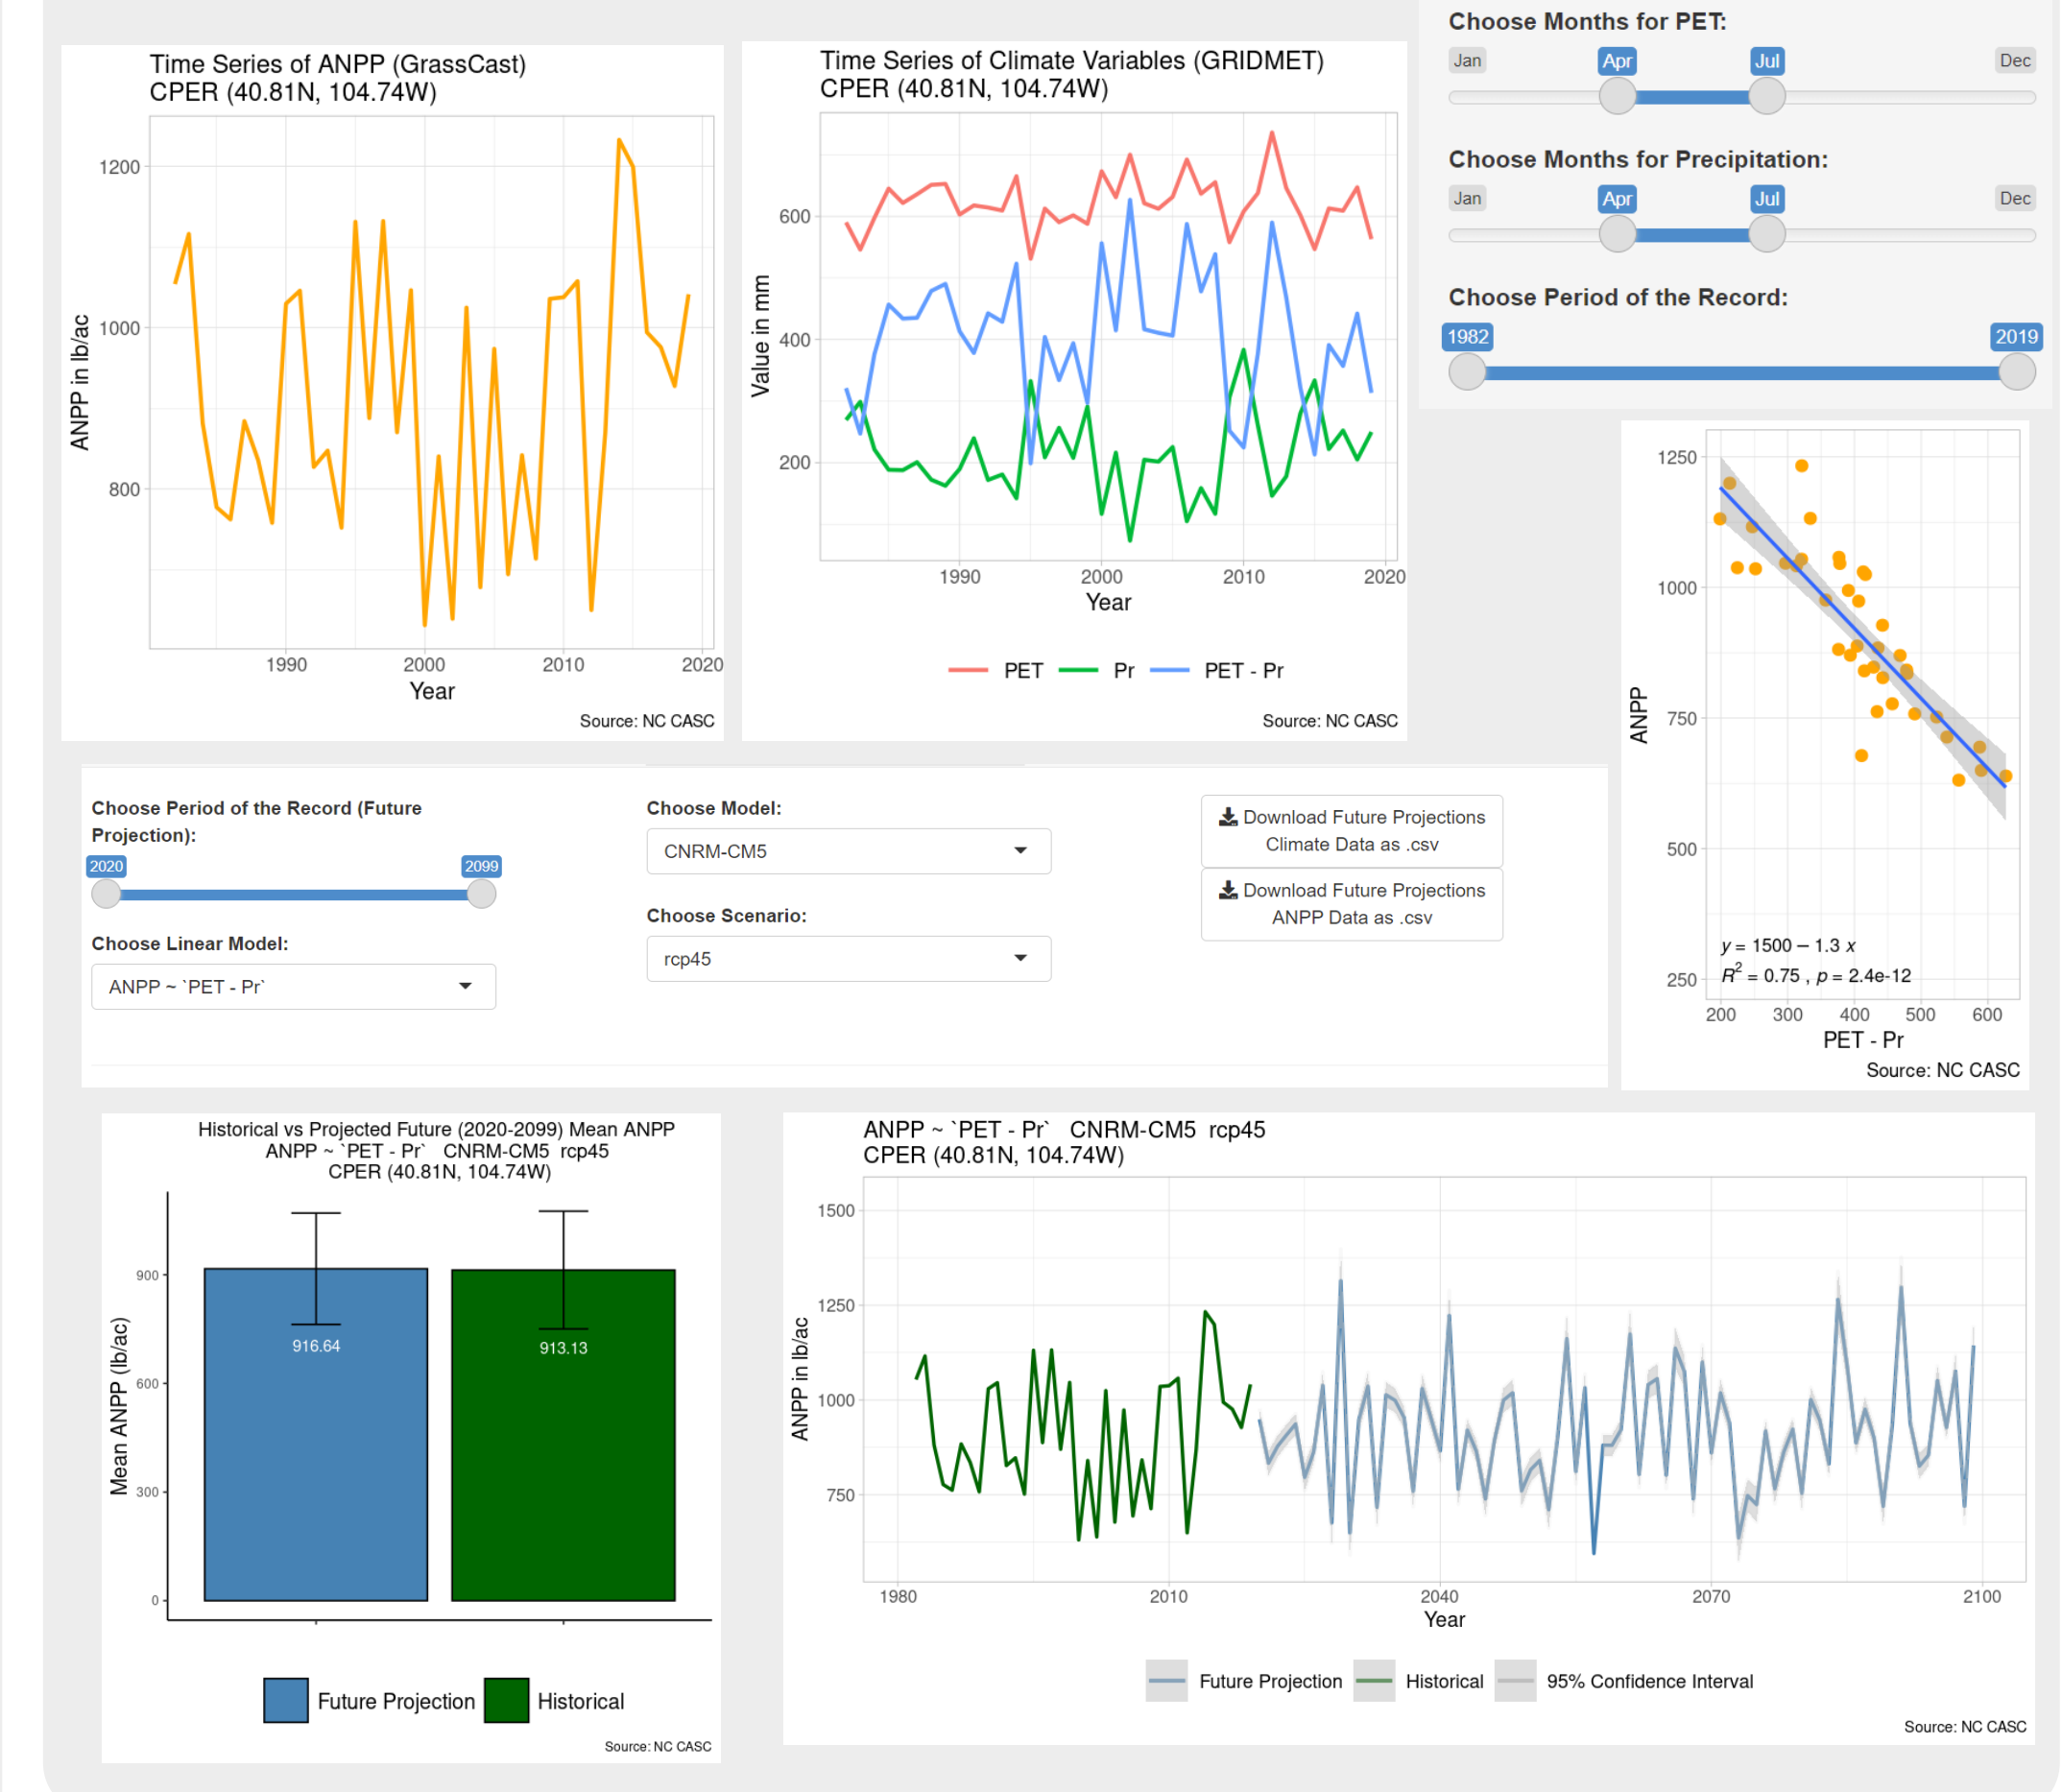 Time Series of ANPP (GrassCast)
CPER (40.81N, 104.74W)
1200
1000
800
ANPP in lb/ac
1990 2000 2010 2020
Year
Source: NC CASC
Time Series of Climate Variables (GRIDMET)
CPER (40.81N, 104.74W)
600
400
200
Value in mm
1990 2000 2010 2020
Year
PET Pr PET - Pr
Source: NC CASC
Choose Months for PET:
Jan Apr Jul Dec
Choose Months for Precipitation:
Jan Apr Jul Dec
Choose Period of the Record:
1982 2019
1250
1000
750
500
250
ANPP
y = 1500 – 1.3 x
R² = 0.75 , p = 2.4e-12
200 300 400 500 600
PET - Pr
Source: NC CASC
Choose Period of the Record (Future
Projection):
2020 2099
Choose Linear Model:
ANPP ~ `PET - Pr`
Choose Model:
CNRM-CM5
Choose Scenario:
rcp45
Download Future Projections
Climate Data as .csv
Download Future Projections
ANPP Data as .csv
Historical vs Projected Future (2020-2099) Mean ANPP
ANPP ~ `PET - Pr` CNRM-CM5 rcp45
CPER (40.81N, 104.74W)
900
600
300
0
Mean ANPP (lb/ac)
916.64 913.13
Future Projection Historical
Source: NC CASC
ANPP ~ `PET - Pr` CNRM-CM5 rcp45
CPER (40.81N, 104.74W)
1500
1250
1000
750
ANPP in lb/ac
1980 2010 2040 2070 2100
Year
Future Projection Historical 95% Confidence Interval
Source: NC CASC